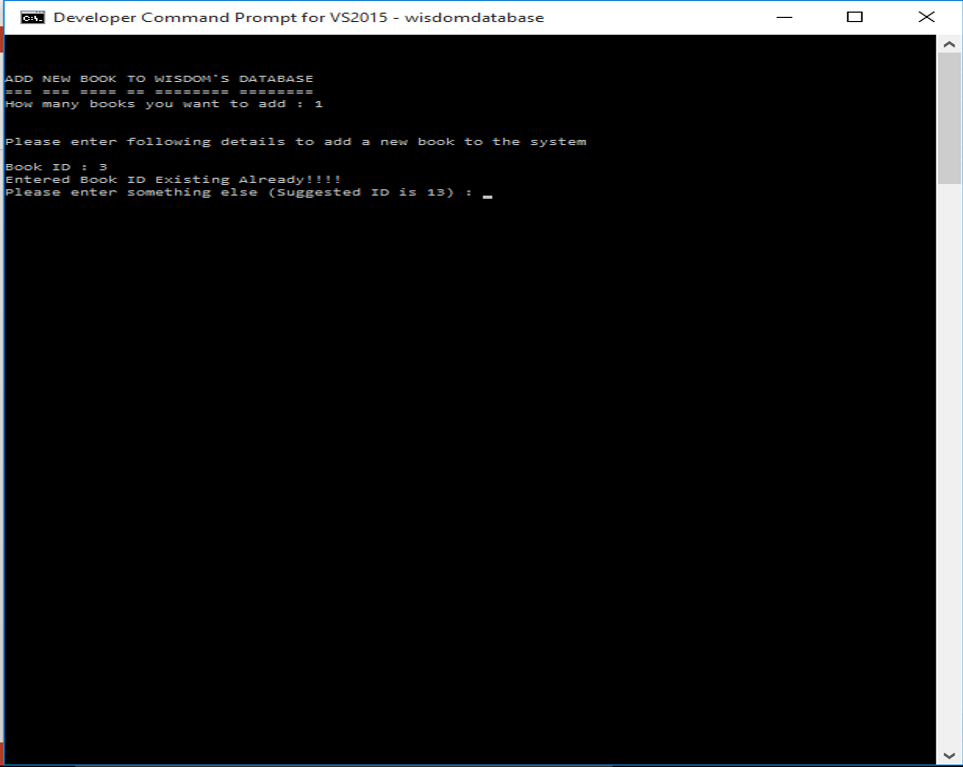 Developer Command Prompt for VS2015 - wisdomdatabase
ADD NEW BOOK TO WISDOM'S DATABASE
=== === ==== == ======== ========
How many books you want to add : 1
Please enter following details to add a new book to the system
Book ID : 3
Entered Book ID Existing Already!!!!
Please enter something else (Suggested ID is 13) : _